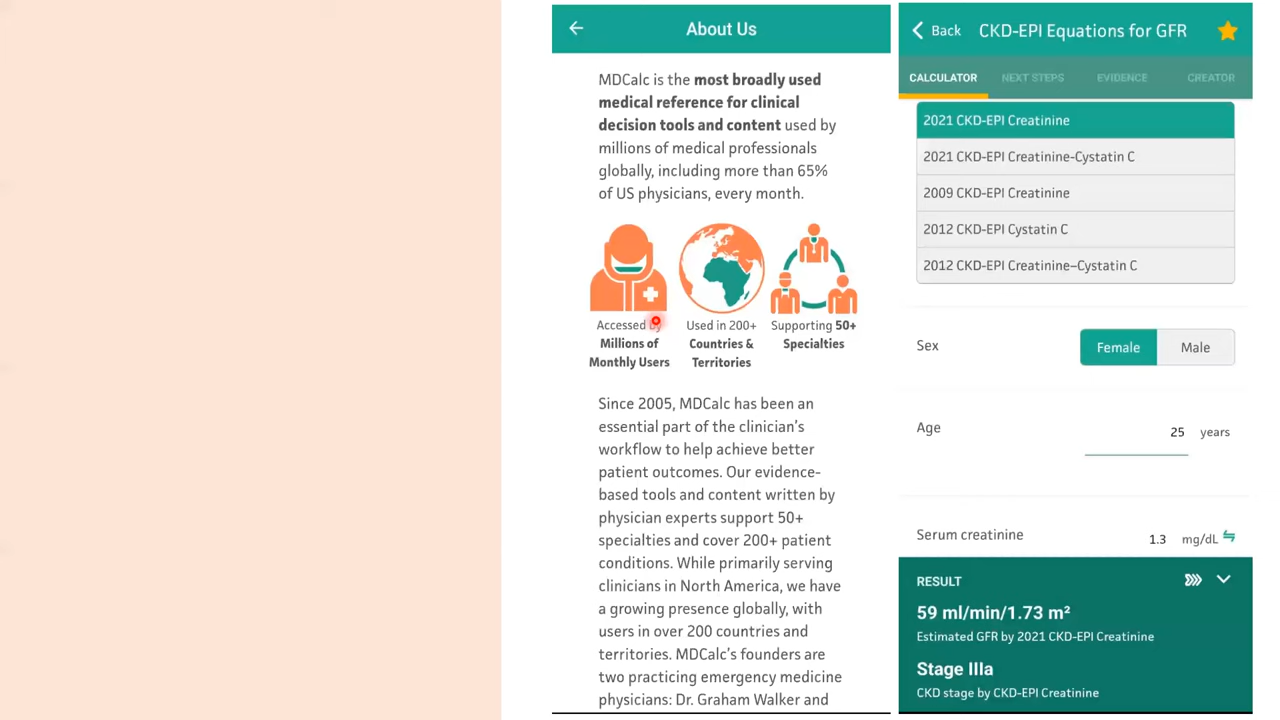 About Us
MDCalc is the most broadly used
medical reference for clinical
decision tools and content used by
millions of medical professionals
globally, including more than 65%
of US physicians, every month.
Accessed by
Millions of
Monthly Users
Used in 200+
Countries &
Territories
Supporting 50+
Specialties
Since 2005, MDCalc has been an
essential part of the clinician's
workflow to help achieve better
patient outcomes. Our evidence-
based tools and content written by
physician experts support 50+
specialties and cover 200+ patient
conditions. While primarily serving
clinicians in North America, we have
a growing presence globally, with
users in over 200 countries and
territories. MDCalc's founders are
two practicing emergency medicine
physicians: Dr. Graham Walker and
Back CKD-EPI Equations for GFR
CALCULATOR NEXT STEPS EVIDENCE CREATOR
2021 CKD-EPI Creatinine
2021 CKD-EPI Creatinine-Cystatin C
2009 CKD-EPI Creatinine
2012 CKD-EPI Cystatin C
2012 CKD-EPI Creatinine–Cystatin C
Sex Female Male
Age 25 years
Serum creatinine 1.3 mg/dL
RESULT
59 ml/min/1.73 m²
Estimated GFR by 2021 CKD-EPI Creatinine
Stage IIIa
CKD stage by CKD-EPI Creatinine